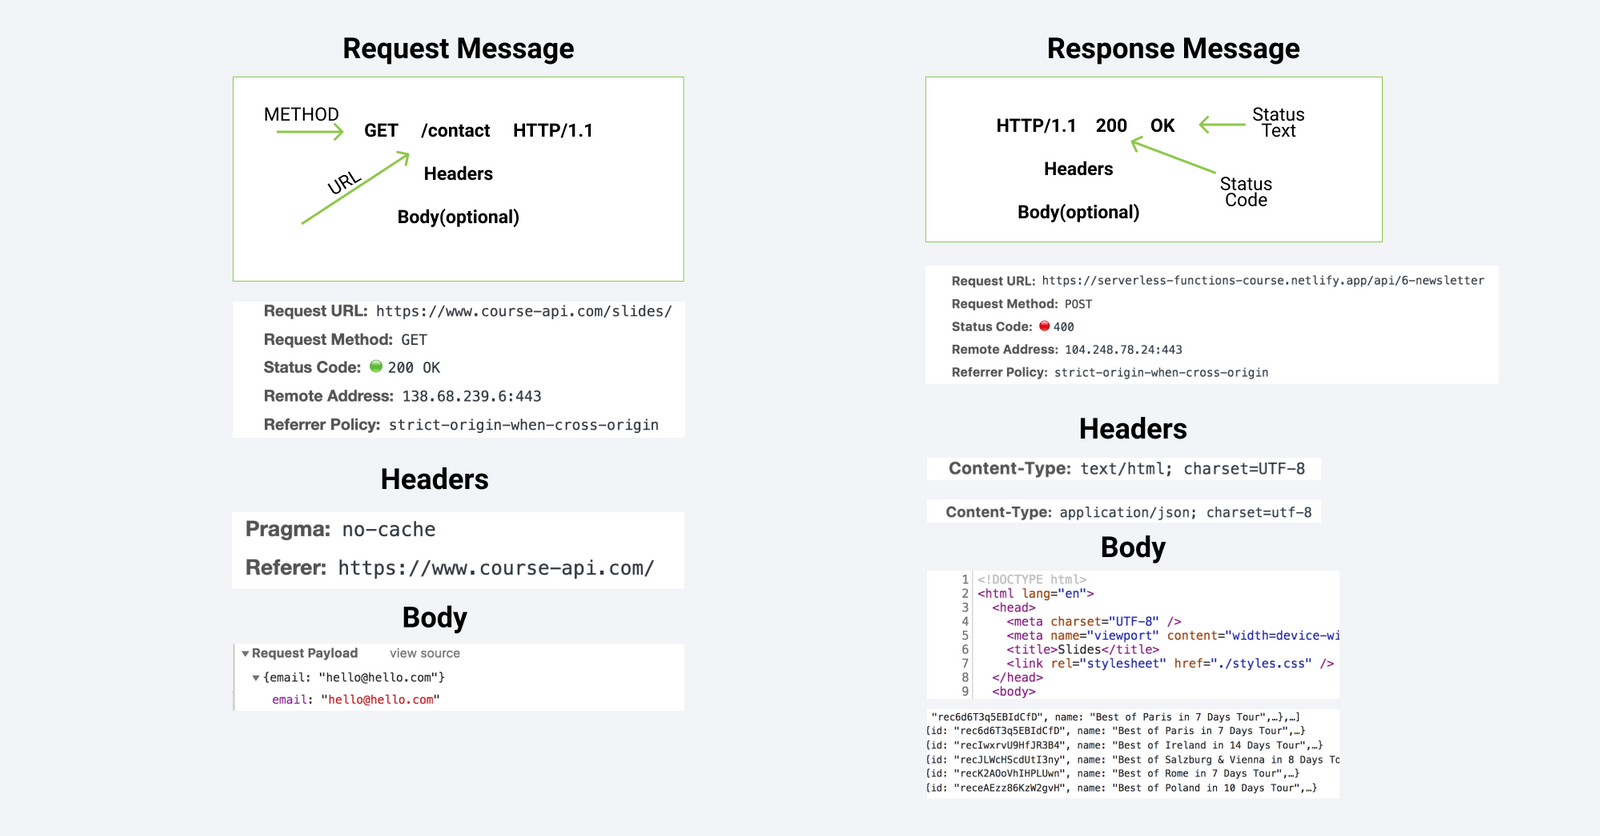 Request Message
METHOD
GET /contact HTTP/1.1
URL
Headers
Body(optional)
Request URL: https://www.course-api.com/slides/
Request Method: GET
Status Code: 200 OK
Remote Address: 138.68.239.6:443
Referrer Policy: strict-origin-when-cross-origin
Headers
Pragma: no-cache
Referer: https://www.course-api.com/
Body
Request Payload view source
{email: "hello@hello.com"}
email: "hello@hello.com"
Response Message
HTTP/1.1 200 OK
Status
Text
Headers
Status
Code
Body(optional)
Request URL: https://serverless-functions-course.netlify.app/api/6-newsletter
Request Method: POST
Status Code: 400
Remote Address: 104.248.78.24:443
Referrer Policy: strict-origin-when-cross-origin
Headers
Content-Type: text/html; charset=UTF-8
Content-Type: application/json; charset=utf-8
Body
1 <!DOCTYPE html>
2 <html lang="en">
3 <head>
4 <meta charset="UTF-8" />
5 <meta name="viewport" content="width=device-wi
6 <title>Slides</title>
7 <link rel="stylesheet" href="./styles.css" />
8 </head>
9 <body>
"rec6d6T3q5EBIdCfD", name: "Best of Paris in 7 Days Tour",…},…]
{id: "rec6d6T3q5EBIdCfD", name: "Best of Paris in 7 Days Tour",…}
{id: "recIwxrvU9HfJR3B4", name: "Best of Ireland in 14 Days Tour",…}
{id: "recJLWcHScdUtI3ny", name: "Best of Salzburg & Vienna in 8 Days To
{id: "recK2AOoVhIHPLUwn", name: "Best of Rome in 7 Days Tour",…}
{id: "receAEzz86KzW2gvH", name: "Best of Poland in 10 Days Tour",…}